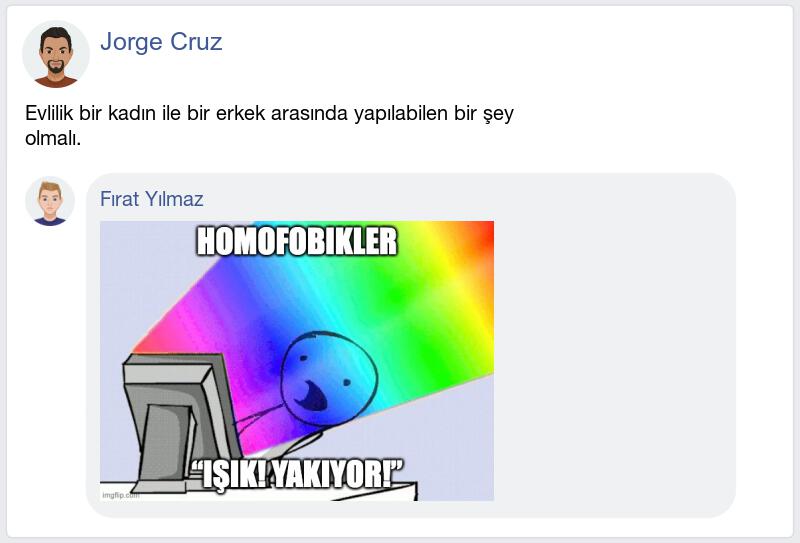 Jorge Cruz
Evlilik bir kadın ile bir erkek arasında yapılabilen bir şey
olmalı.
Fırat Yılmaz
HOMOFOBIKLER
“IŞIK! YAKIYOR!”
imgflip.com